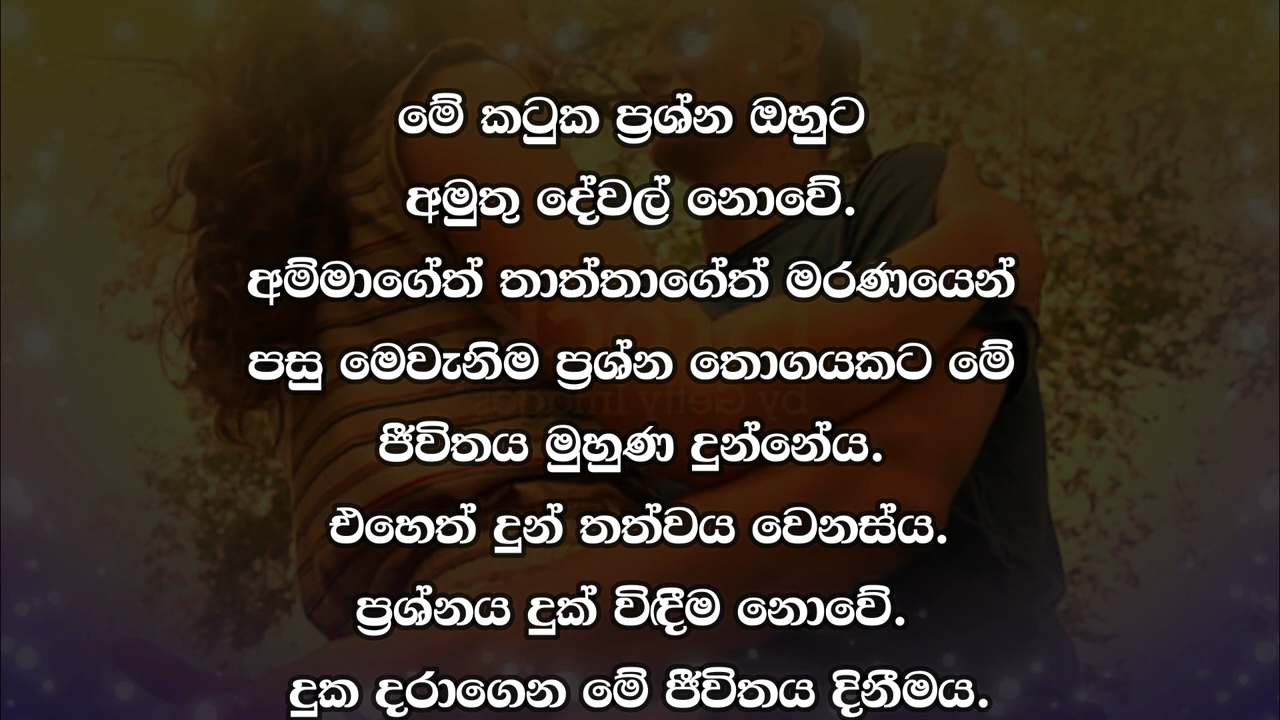 මේ කටුක ප්‍රශ්න ඔහුට
අමුතු දේවල් නොවේ.
අම්මාගේත් තාත්තාගේත් මරණයෙන්
පසු මෙවැනිම ප්‍රශ්න තොගයකට මේ
ජීවිතය මුහුණ දුන්නේය.
එහෙත් දුන් තත්වය වෙනස්ය.
ප්‍රශ්නය දුක් විඳීම නොවේ.
දුක දරාගෙන මේ ජීවිතය දිනීමය.